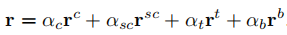 r = α_c r^c + α_sc r^sc + α_t r^t + α_b r^b